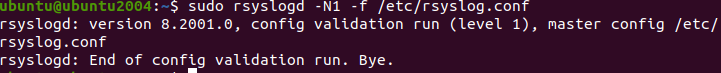 ubuntu@ubuntu2004:~$ sudo rsyslogd -N1 -f /etc/rsyslog.conf
rsyslogd: version 8.2001.0, config validation run (level 1), master config /etc/
rsyslog.conf
rsyslogd: End of config validation run. Bye.